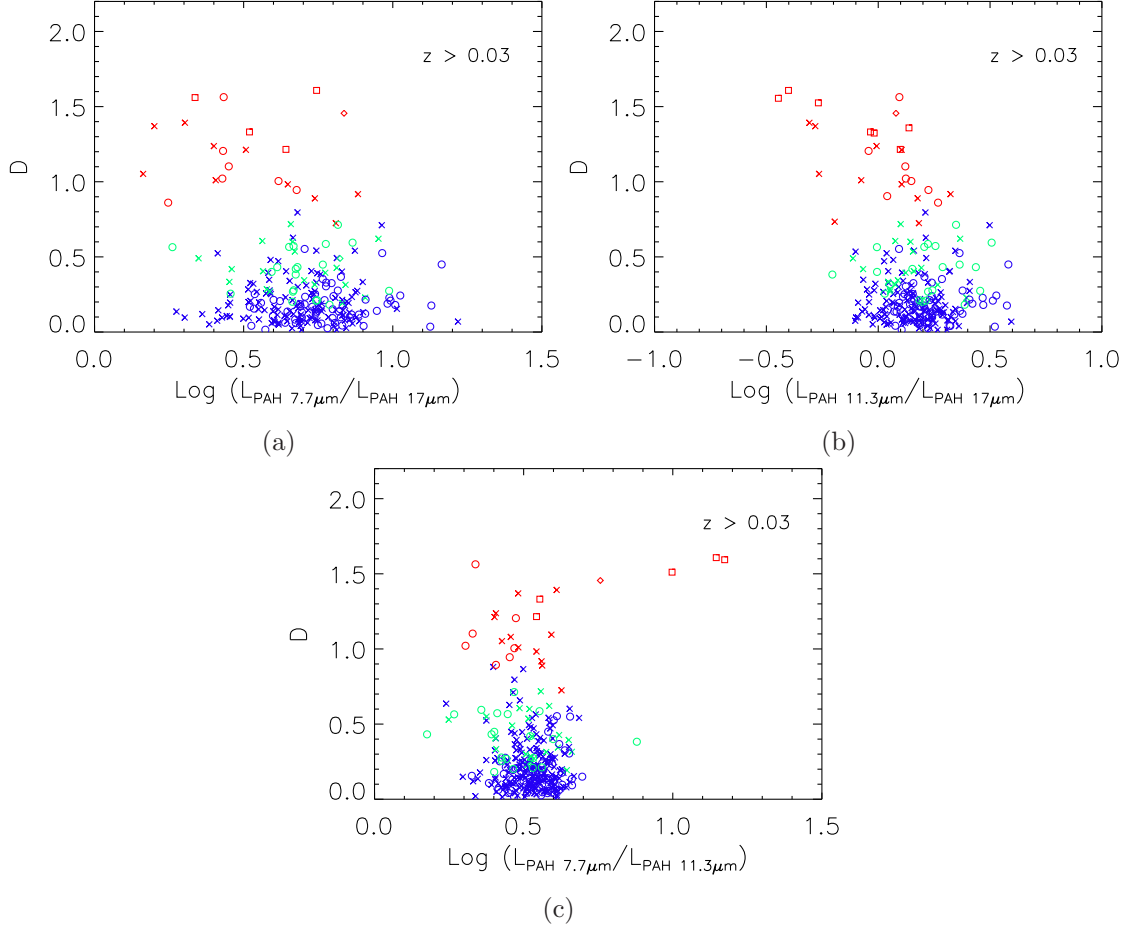 2.0
1.5
1.0
0.5
0.0
D
z > 0.03
0.0 0.5 1.0 1.5
Log (L_PAH 7.7μm/L_PAH 17μm)
(a)
2.0
1.5
1.0
0.5
0.0
D
z > 0.03
−1.0 −0.5 0.0 0.5 1.0
Log (L_PAH 11.3μm/L_PAH 17μm)
(b)
2.0
1.5
1.0
0.5
0.0
D
z > 0.03
0.0 0.5 1.0 1.5
Log (L_PAH 7.7μm/L_PAH 11.3μm)
(c)